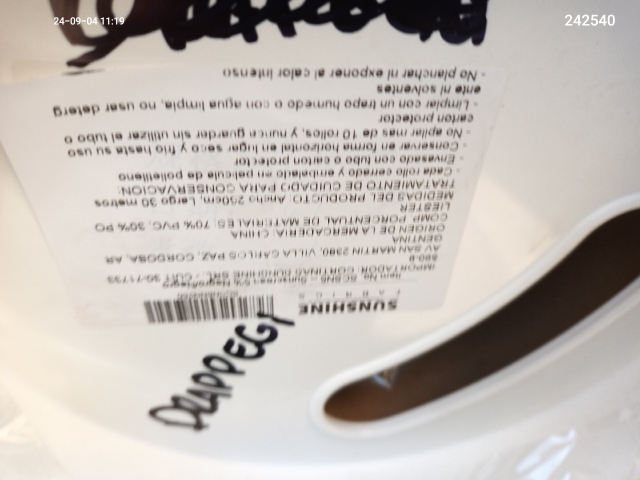 24-09-04 11:19
242540
SUNSHINE
FABRICS
IMPORTADOR: CORTINAS SUNSHINE SRL. CUIT 30-71733
AV SAN MARTIN 2380, VILLA CARLOS PAZ, CORDOBA, AR
GENTINA
ORIGEN DE LA MERCADERIA: CHINA
COMP. PORCENTUAL DE MATERIALES: 70% PVC, 30% PO
LIESTER
MEDIDAS DEL PRODUCTO: Ancho 250cm, Largo 30 metros
TRATAMIENTO DE CUIDADO PARA CONSERVACION:
- Cada rollo cerrado y embalado en pelicula de polietileno
- Envasado con tubo carton protector
- Conservar en forma horizontal en lugar seco y frio hasta su uso
- No apilar más de 10 rollos, y nunca guardar sin utilizar el tubo o
carton protector
- Limpiar con un trapo humedo o con agua limpia, no usar deterg
ente ni solventes
- No planchar ni exponer al calor intenso
DRAPPEGI